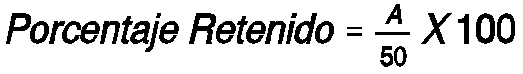 Porcentaje Retenido = A/50 X 100